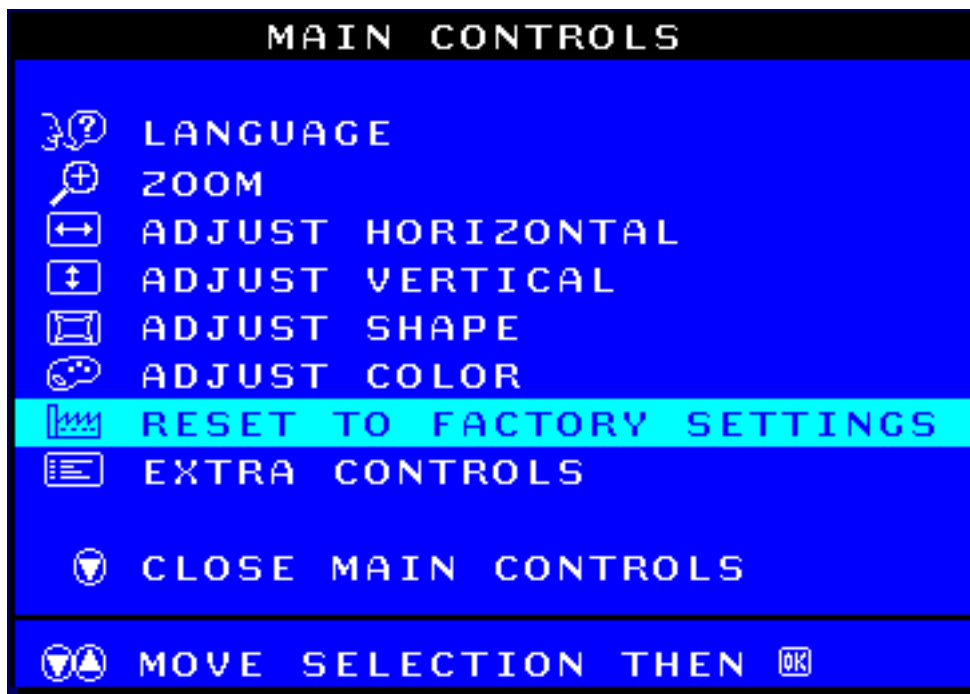 MAIN CONTROLS
LANGUAGE
ZOOM
ADJUST HORIZONTAL
ADJUST VERTICAL
ADJUST SHAPE
ADJUST COLOR
RESET TO FACTORY SETTINGS
EXTRA CONTROLS
CLOSE MAIN CONTROLS
MOVE SELECTION THEN OK